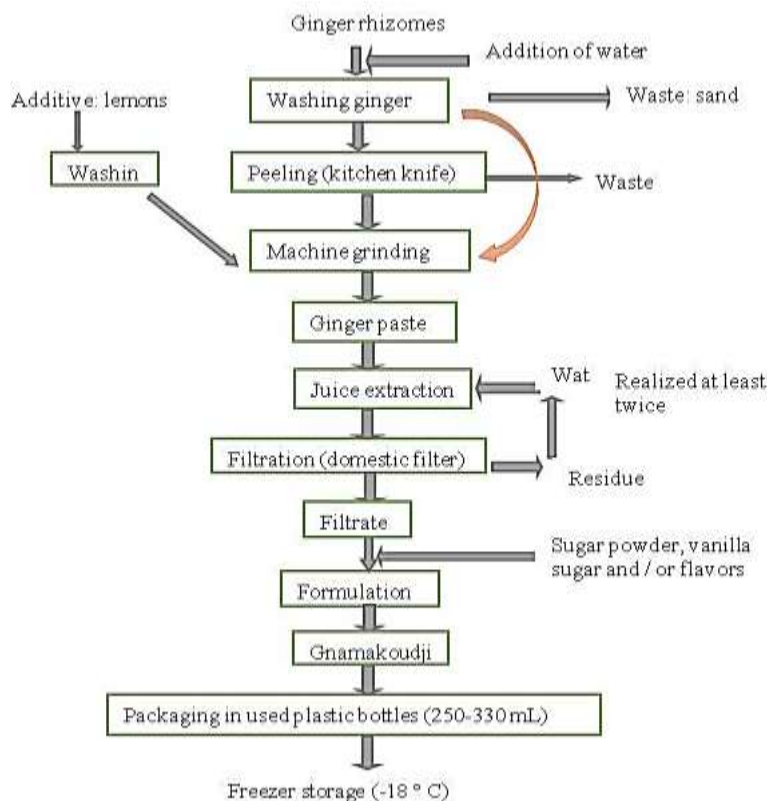 Ginger rhizomes
Addition of water
Additive: lemons
Washing ginger
Waste: sand
Washin
Peeling (kitchen knife)
Waste
Machine grinding
Ginger paste
Juice extraction
Wat
Realized at least
twice
Filtration (domestic filter)
Residue
Filtrate
Sugar powder, vanilla
sugar and / or flavors
Formulation
Gnamakoudji
Packaging in used plastic bottles (250-330 mL)
Freezer storage (-18 ° C)